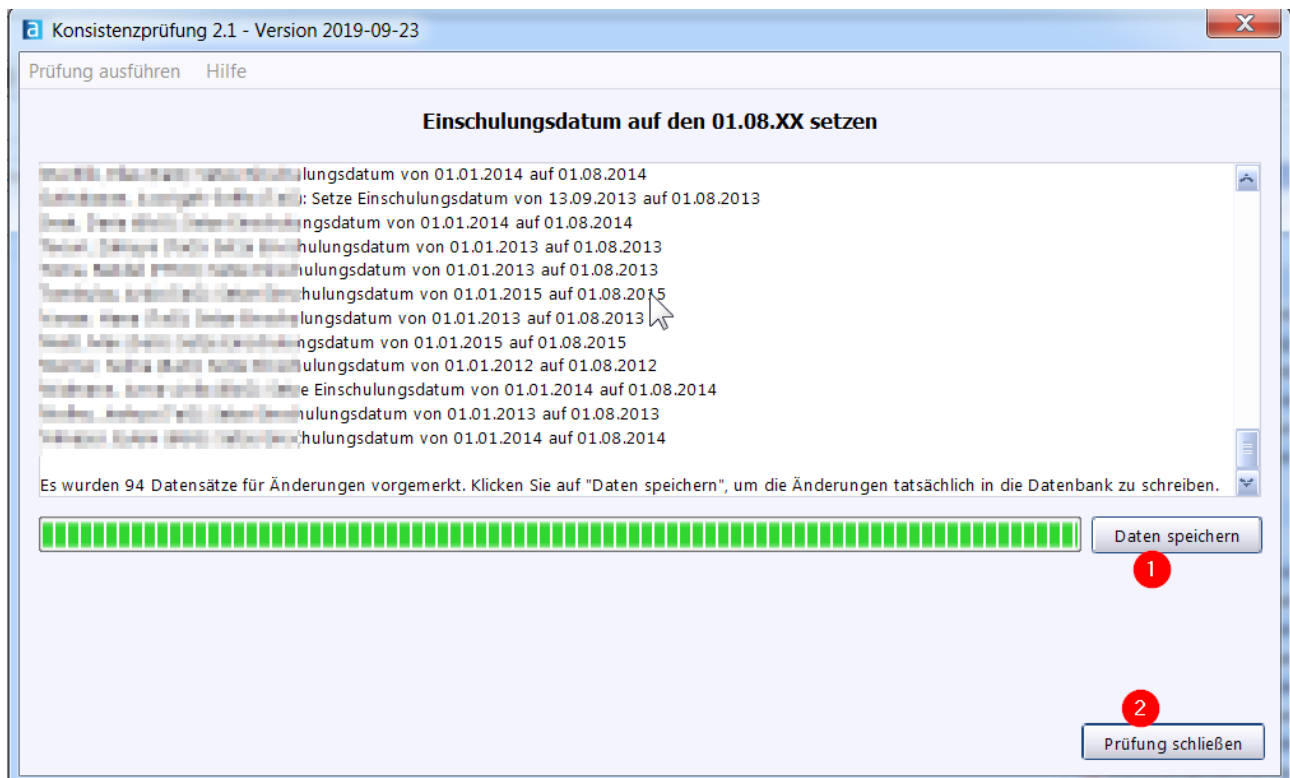 a Konsistenzprüfung 2.1 - Version 2019-09-23
X
Prüfung ausführen Hilfe
Einschulungsdatum auf den 01.08.XX setzen
lungsdatum von 01.01.2014 auf 01.08.2014
: Setze Einschulungsdatum von 13.09.2013 auf 01.08.2013
ngsdatum von 01.01.2014 auf 01.08.2014
hulungsdatum von 01.01.2013 auf 01.08.2013
ulungsdatum von 01.01.2013 auf 01.08.2013
chulungsdatum von 01.01.2015 auf 01.08.2015
lungsdatum von 01.01.2013 auf 01.08.2013
ngsdatum von 01.01.2015 auf 01.08.2015
ulungsdatum von 01.01.2012 auf 01.08.2012
e Einschulungsdatum von 01.01.2014 auf 01.08.2014
ulungsdatum von 01.01.2013 auf 01.08.2013
chulungsdatum von 01.01.2014 auf 01.08.2014
Es wurden 94 Datensätze für Änderungen vorgemerkt. Klicken Sie auf "Daten speichern", um die Änderungen tatsächlich in die Datenbank zu schreiben.
Daten speichern
1
2
Prüfung schließen